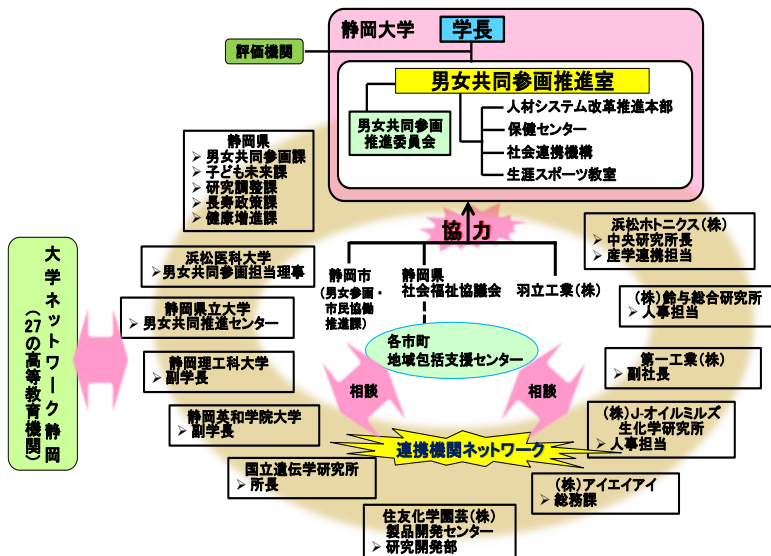 静岡大学
学長
評価機関
男女共同参画推進室
男女共同参画
推進委員会
人材システム改革推進本部
保健センター
社会連携機構
生涯スポーツ教室
静岡県
➢ 男女共同参画課
➢ 子ども未来課
➢ 研究調整課
➢ 長寿政策課
➢ 健康増進課
協力
静岡市
(男女参画・
市民協働
推進課)
静岡県
社会福祉協議会
羽立工業(株)
各市町
地域包括支援センター
相談
相談
連携機関ネットワーク
大学ネットワーク静岡
(27の高等教育機関)
浜松医科大学
➢ 男女共同参画担当理事
静岡県立大学
➢ 男女共同推進センター
静岡理工科大学
➢ 副学長
静岡英和学院大学
➢ 副学長
国立遺伝学研究所
➢ 所長
住友化学園芸(株)
製品開発センター
➢ 研究開発部
(株)アイエイアイ
➢ 総務課
(株)J-オイルミルズ
生化学研究所
➢ 人事担当
第一工業(株)
➢ 副社長
(株)鈴与総合研究所
➢ 人事担当
浜松ホトニクス(株)
➢ 中央研究所長
➢ 産学連携担当